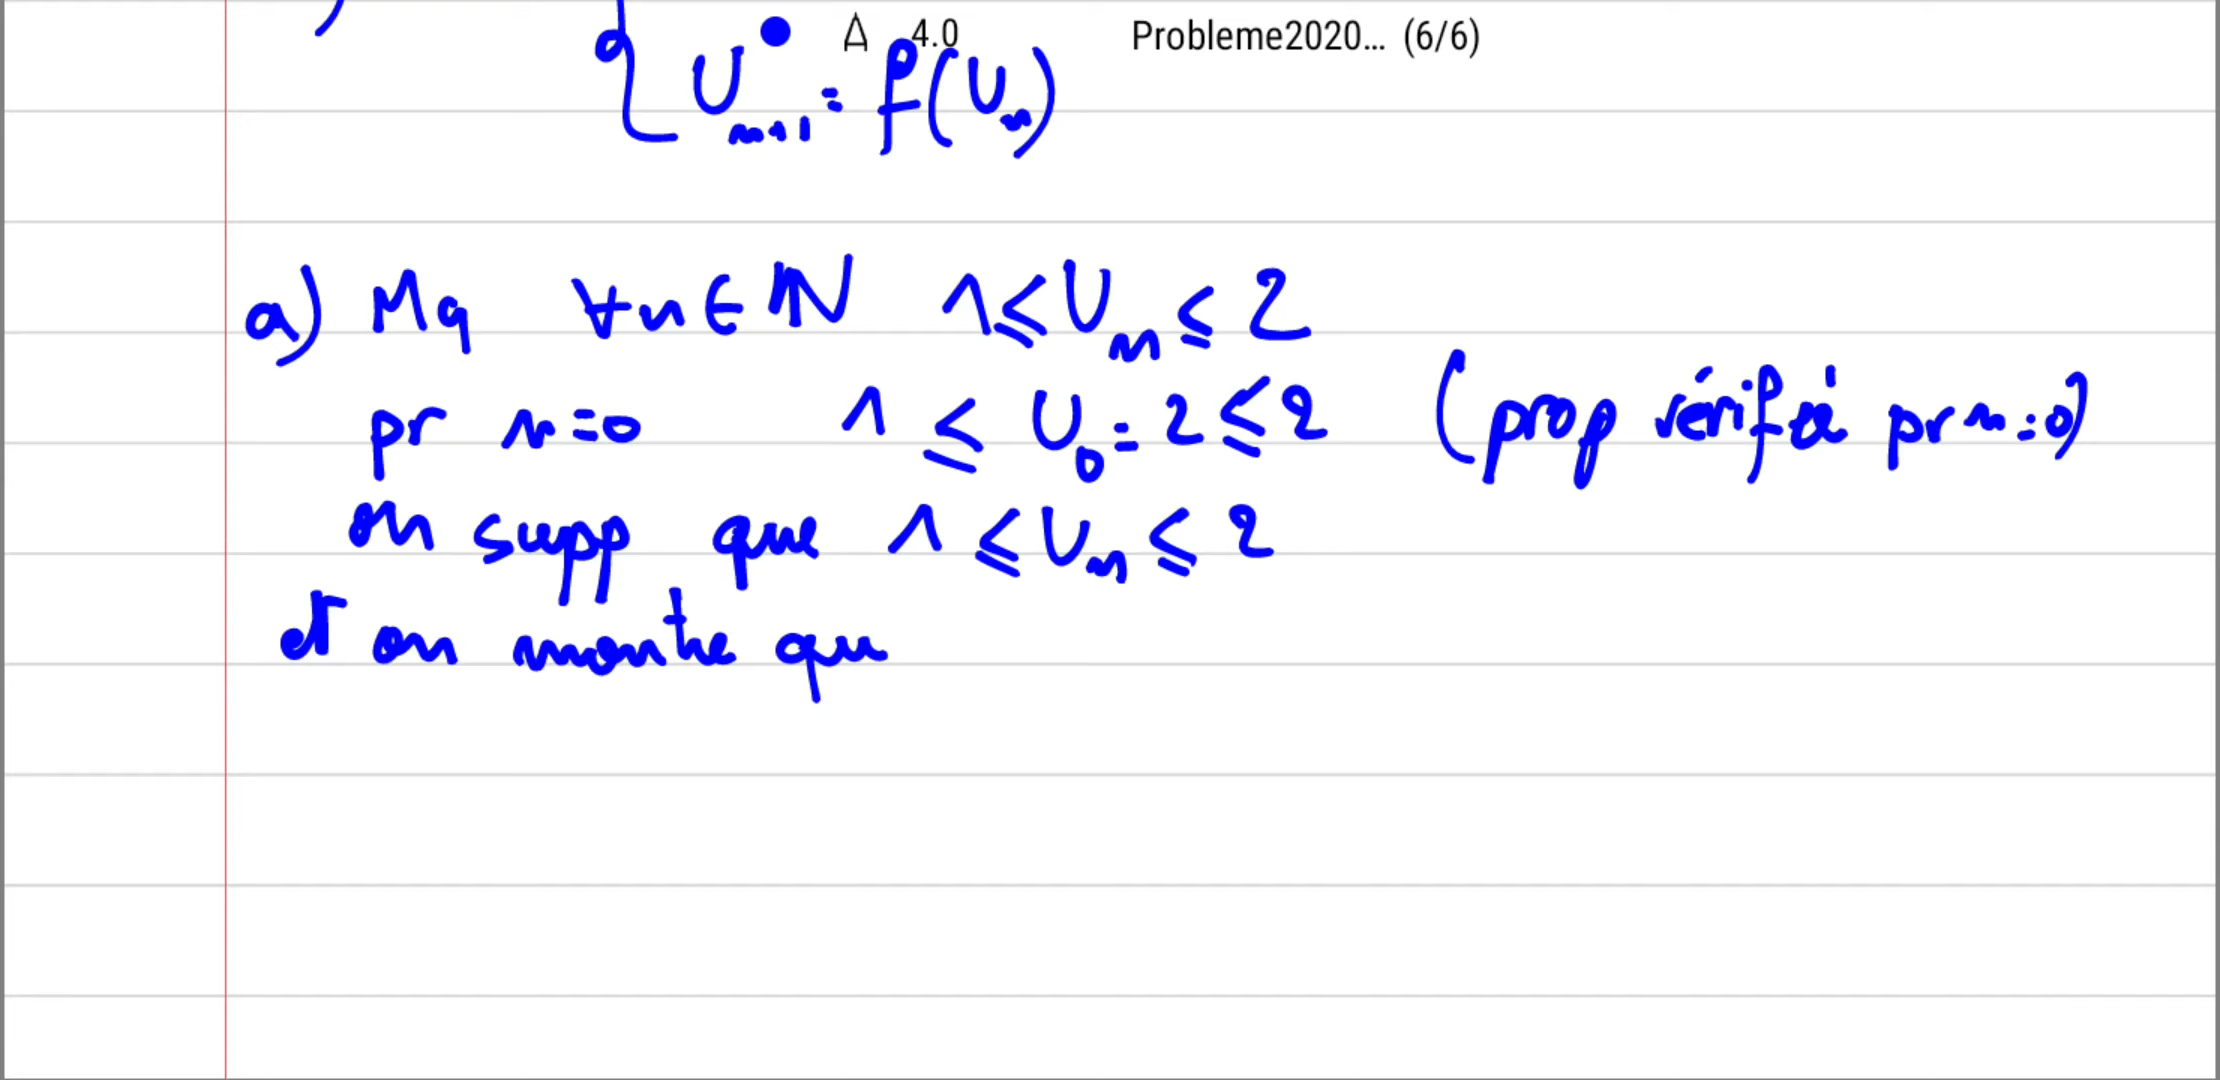 4.0 Probleme2020... (6/6)
U_{n+1} = f(U_n)
a) Mq ∀n ∈ ℕ 1 ≤ U_n ≤ 2
pr n=0 1 ≤ U_0 = 2 ≤ 2 (prop vérifié pr n=0)
on supp que 1 ≤ U_n ≤ 2
et on montre que